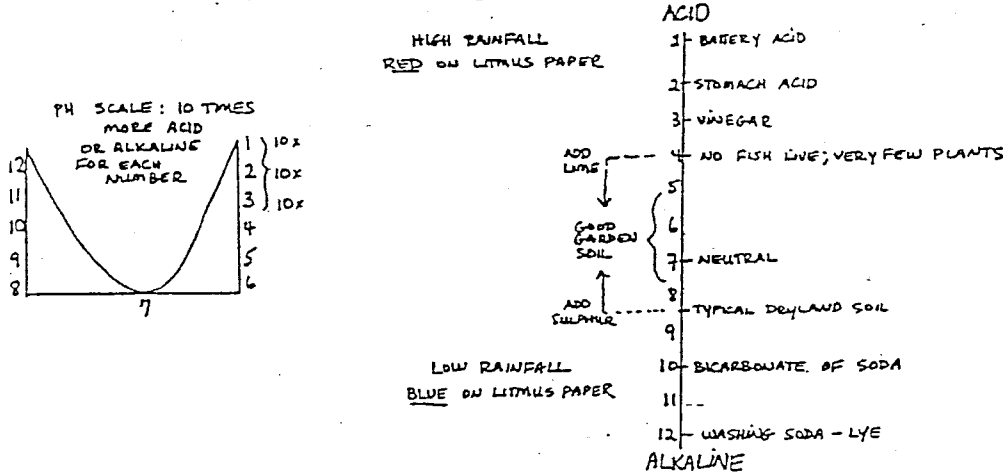 PH SCALE: 10 TIMES
MORE ACID
OR ALKALINE
FOR EACH
NUMBER
12
11
10
9
8
7
1
2
3
4
5
6
10x
10x
10x
HIGH RAINFALL
RED ON LITMUS PAPER
ADD
LIME
GOOD
GARDEN
SOIL
ADD
SULPHUR
LOW RAINFALL
BLUE ON LITMUS PAPER
ACID
1 BATTERY ACID
2 STOMACH ACID
3 VINEGAR
4 NO FISH LIVE; VERY FEW PLANTS
5
6
7 NEUTRAL
8
TYPICAL DRYLAND SOIL
9
10 BICARBONATE OF SODA
11
12 WASHING SODA - LYE
ALKALINE